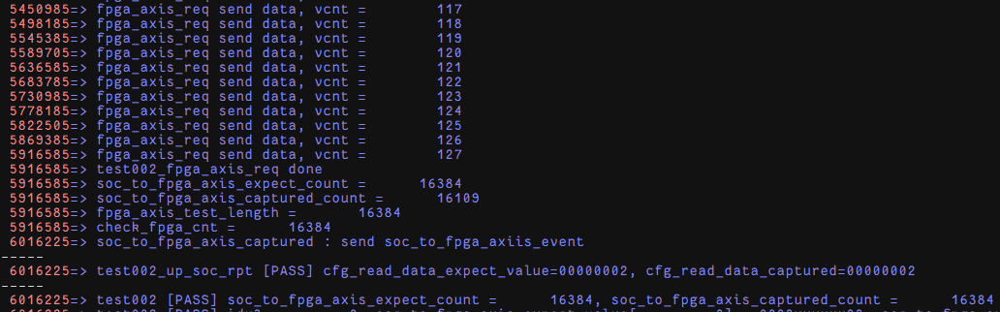 5450985=> fpga_axis_req send data, vcnt = 117
5498185=> fpga_axis_req send data, vcnt = 118
5545385=> fpga_axis_req send data, vcnt = 119
5589705=> fpga_axis_req send data, vcnt = 120
5636585=> fpga_axis_req send data, vcnt = 121
5683785=> fpga_axis_req send data, vcnt = 122
5730985=> fpga_axis_req send data, vcnt = 123
5778185=> fpga_axis_req send data, vcnt = 124
5822505=> fpga_axis_req send data, vcnt = 125
5869385=> fpga_axis_req send data, vcnt = 126
5916585=> fpga_axis_req send data, vcnt = 127
5916585=> test002_fpga_axis_req done
5916585=> soc_to_fpga_axis_expect_count = 16384
5916585=> soc_to_fpga_axis_captured_count = 16109
5916585=> fpga_axis_test_length = 16384
5916585=> check_fpga_cnt = 16384
6016225=> soc_to_fpga_axis_captured : send soc_to_fpga_axiis_event
-----
6016225=> test002_up_soc_rpt [PASS] cfg_read_data_expect_value=00000002, cfg_read_data_captured=00000002
-----
6016225=> test002 [PASS] soc_to_fpga_axis_expect_count = 16384, soc_to_fpga_axis_captured_count = 16384